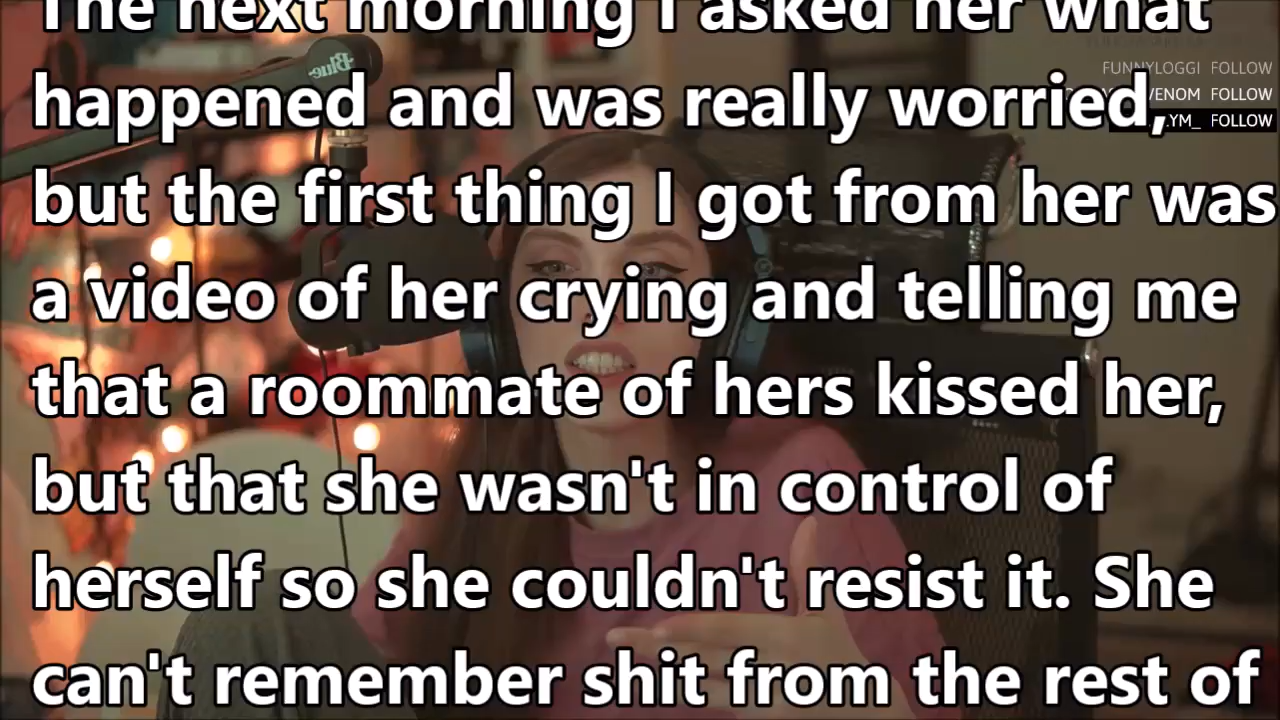 The next morning I asked her what
happened and was really worried,
but the first thing I got from her was
a video of her crying and telling me
that a roommate of hers kissed her,
but that she wasn't in control of
herself so she couldn't resist it. She
can't remember shit from the rest of
Blue
FUNNYLOGGI FOLLOW
VENOM FOLLOW
LYM_ FOLLOW